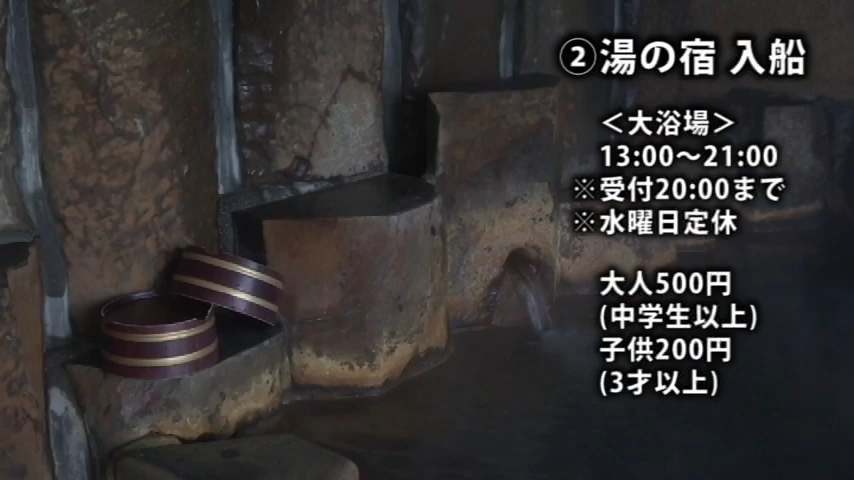 ②湯の宿 入船
＜大浴場＞
13:00～21:00
※受付20:00まで
※水曜日定休
大人500円
(中学生以上)
子供200円
(3才以上)